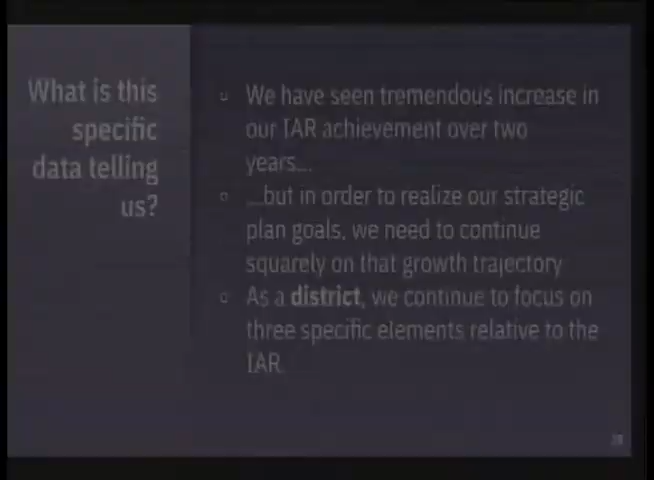 What is this
specific
data telling
us?
▫ We have seen tremendous increase in
our IAR achievement over two
years...
▫ ...but in order to realize our strategic
plan goals, we need to continue
squarely on that growth trajectory
▫ As a district, we continue to focus on
three specific elements relative to the
IAR.